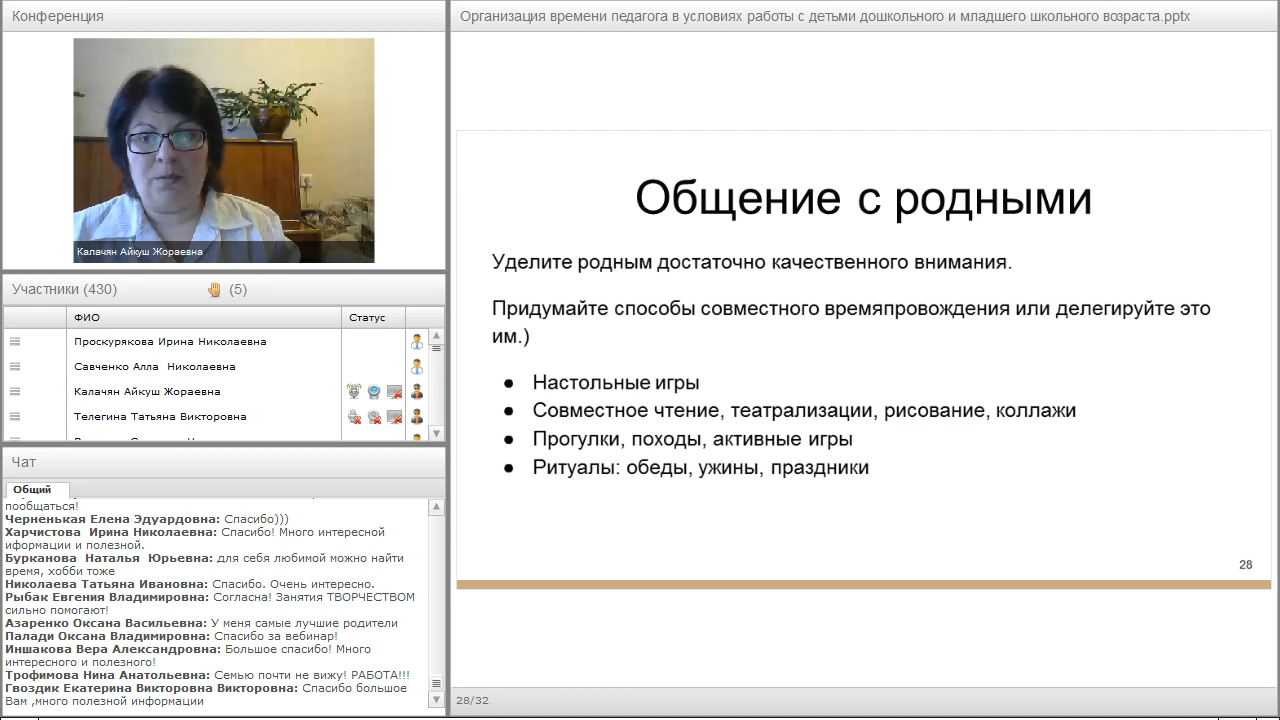 Конференция
Калачян Айкуш Жораевна
Участники (430)
(5)
ФИО
Статус
Проскурякова Ирина Николаевна
Савченко Алла  Николаевна
Калачян Айкуш Жораевна
Телегина Татьяна Викторовна
Чат
Общий
пообщаться!
Черненькая Елена Эдуардовна: Спасибо)))
Харчистова  Ирина Николаевна: Спасибо! Много интересной
иформации и полезной.
Бурканова  Наталья  Юрьевна: для себя любимой можно найти
время, хобби тоже
Николаева Татьяна Ивановна: Спасибо. Очень интересно.
Рыбак Евгения Владимировна: Согласна! Занятия ТВОРЧЕСТВОМ
сильно помогают!
Азаренко Оксана Васильевна: У меня самые лучшие родители
Палади Оксана Владимировна: Спасибо за вебинар!
Иншакова Вера Александровна: Большое спасибо! Много
интересного и полезного!
Трофимова Нина Анатольевна: Семью почти не вижу! РАБОТА!!!
Гвоздик Екатерина Викторовна Викторовна: Спасибо большое
Вам ,много полезной информации
Организация времени педагога в условиях работы с детьми дошкольного и младшего школьного возраста.pptx
Общение с родными
Уделите родным достаточно качественного внимания.
Придумайте способы совместного времяпровождения или делегируйте это
им.)
● Настольные игры
● Совместное чтение, театрализации, рисование, коллажи
● Прогулки, походы, активные игры
● Ритуалы: обеды, ужины, праздники
28
28/32